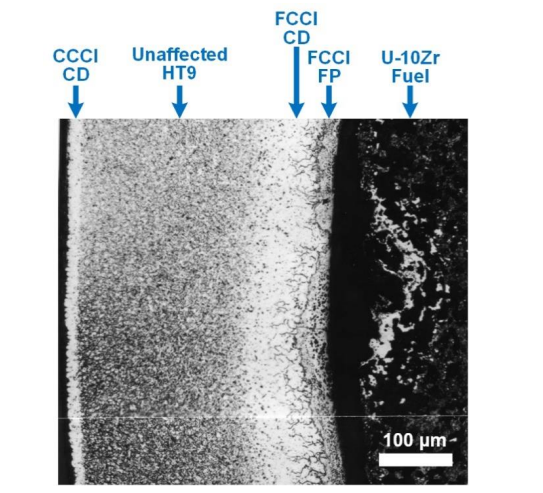 CCCI
CD
Unaffected
HT9
FCCI
CD
FCCI
FP
U-10Zr
Fuel
100 µm